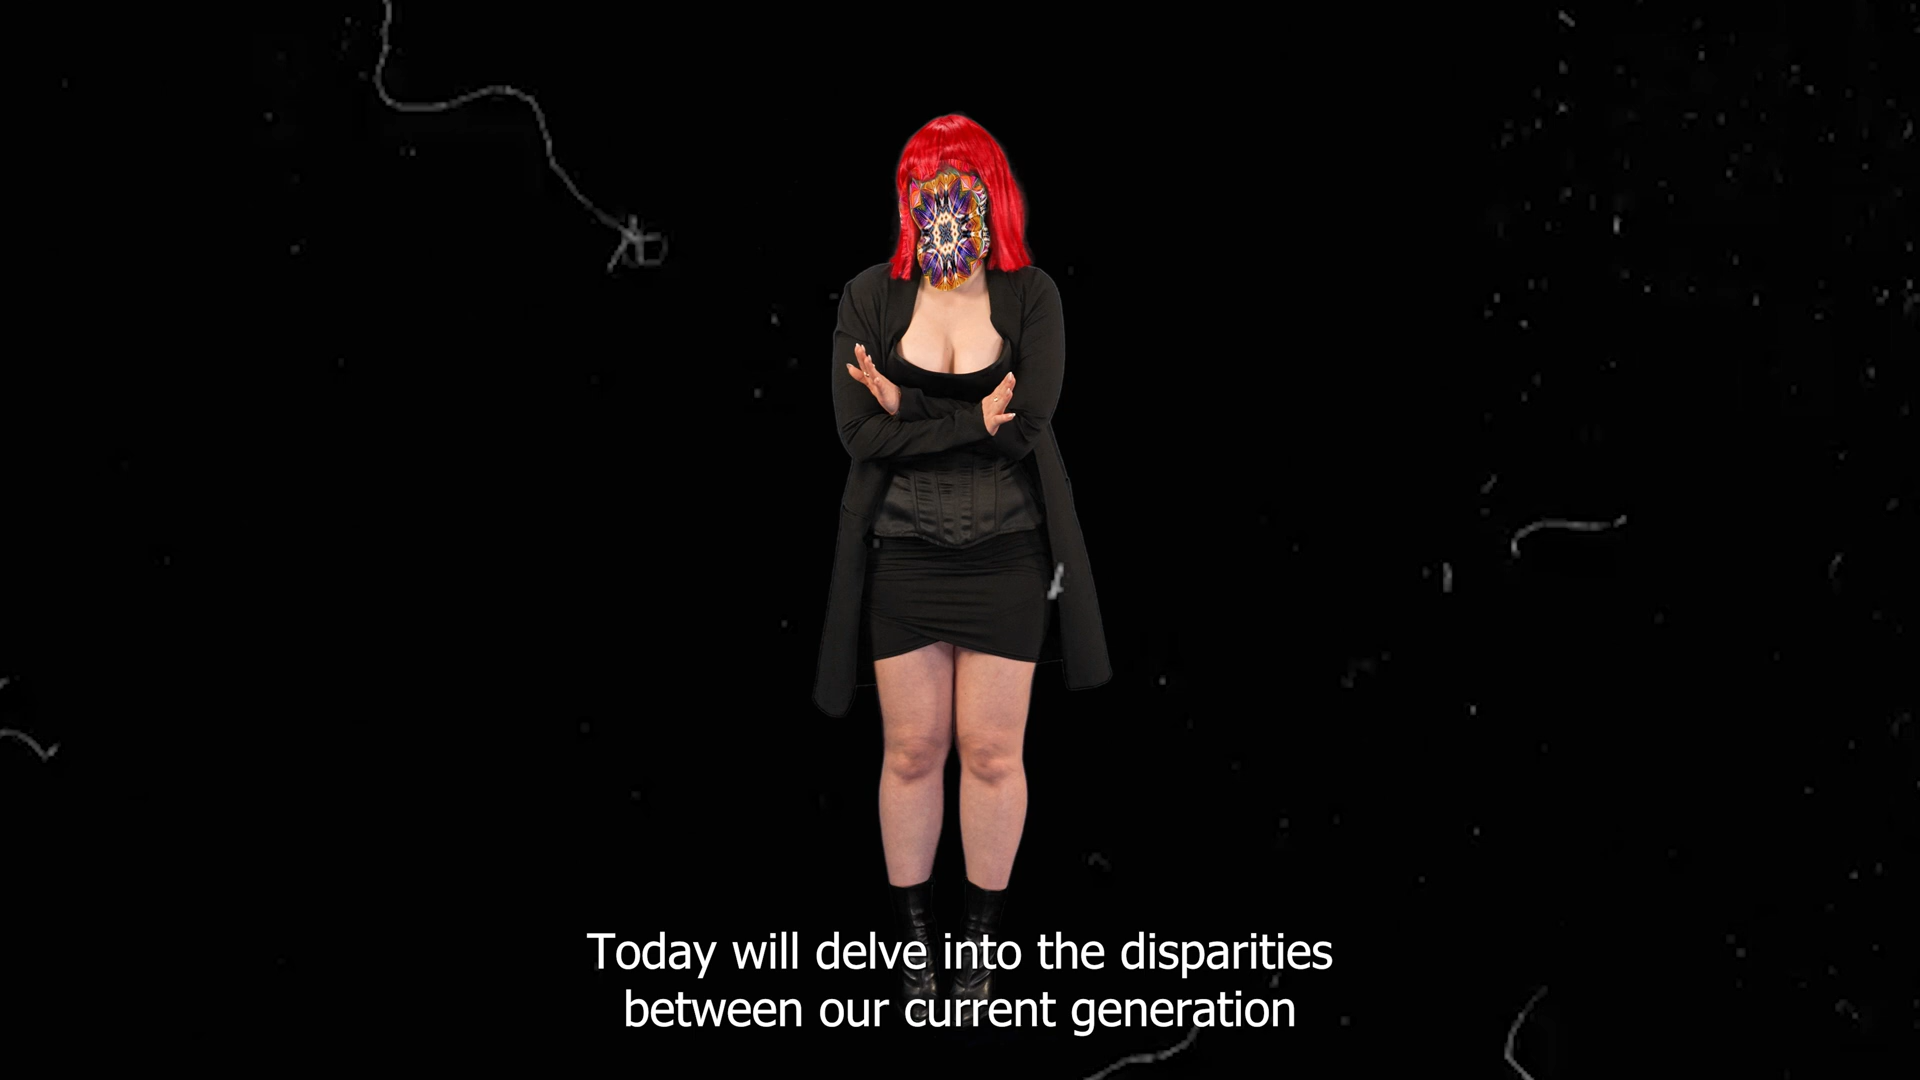 Today will delve into the disparities
between our current generation